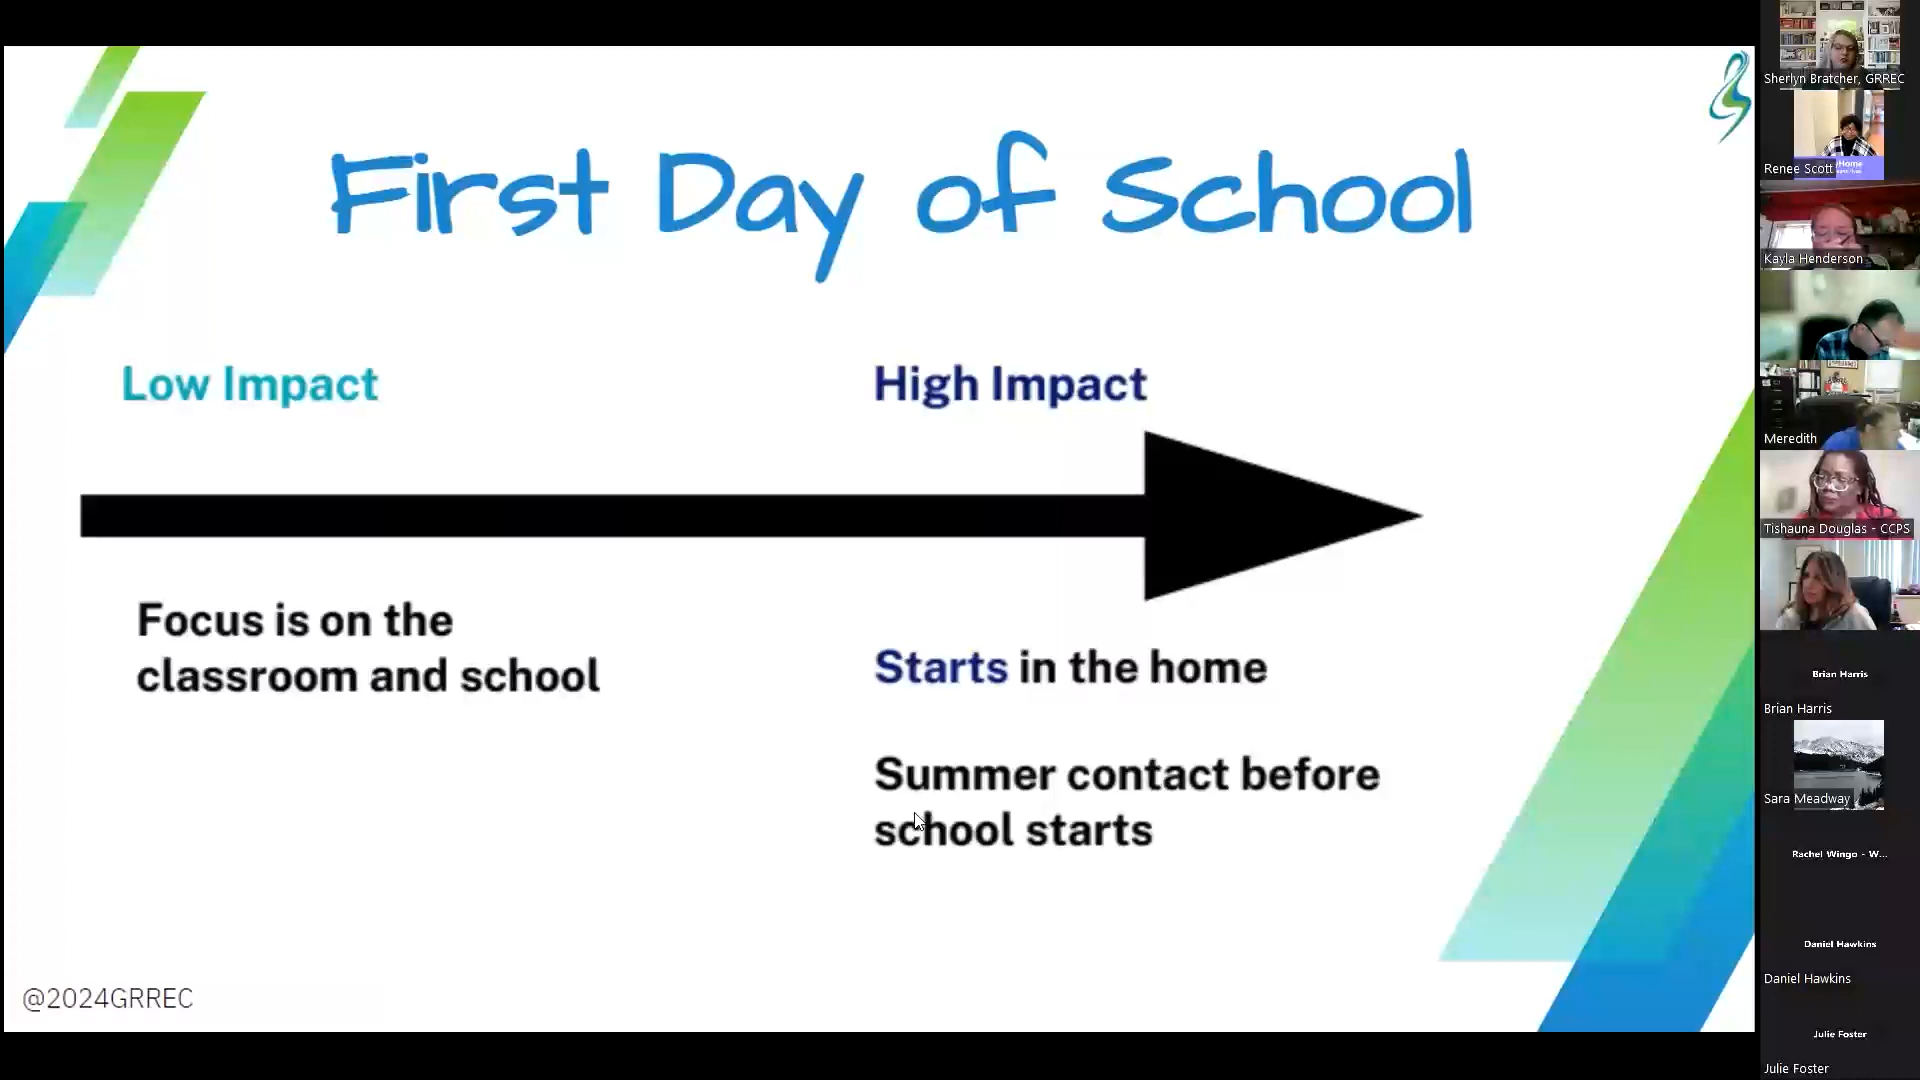 First Day of School
Low Impact
High Impact
Focus is on the
classroom and school
Starts in the home
Summer contact before
school starts
@2024GRREC
Sherlyn Bratcher, GRREC
Home
Renee Scott
Kayla Henderson
Meredith
Tishauna Douglas - CCPS
Brian Harris
Brian Harris
Sara Meadway
Rachel Wingo - W...
Daniel Hawkins
Daniel Hawkins
Julie Foster
Julie Foster